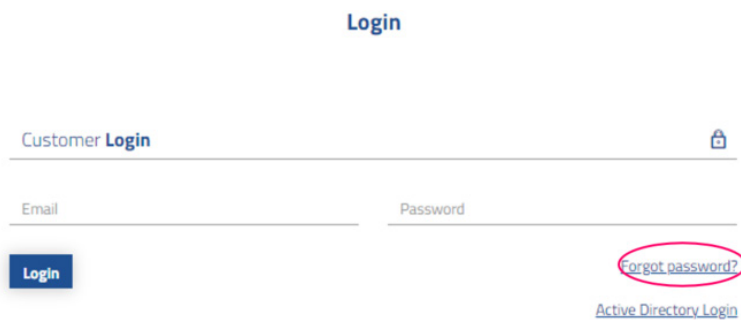 Login
Customer Login
Email Password
Login Forgot password?
Active Directory Login